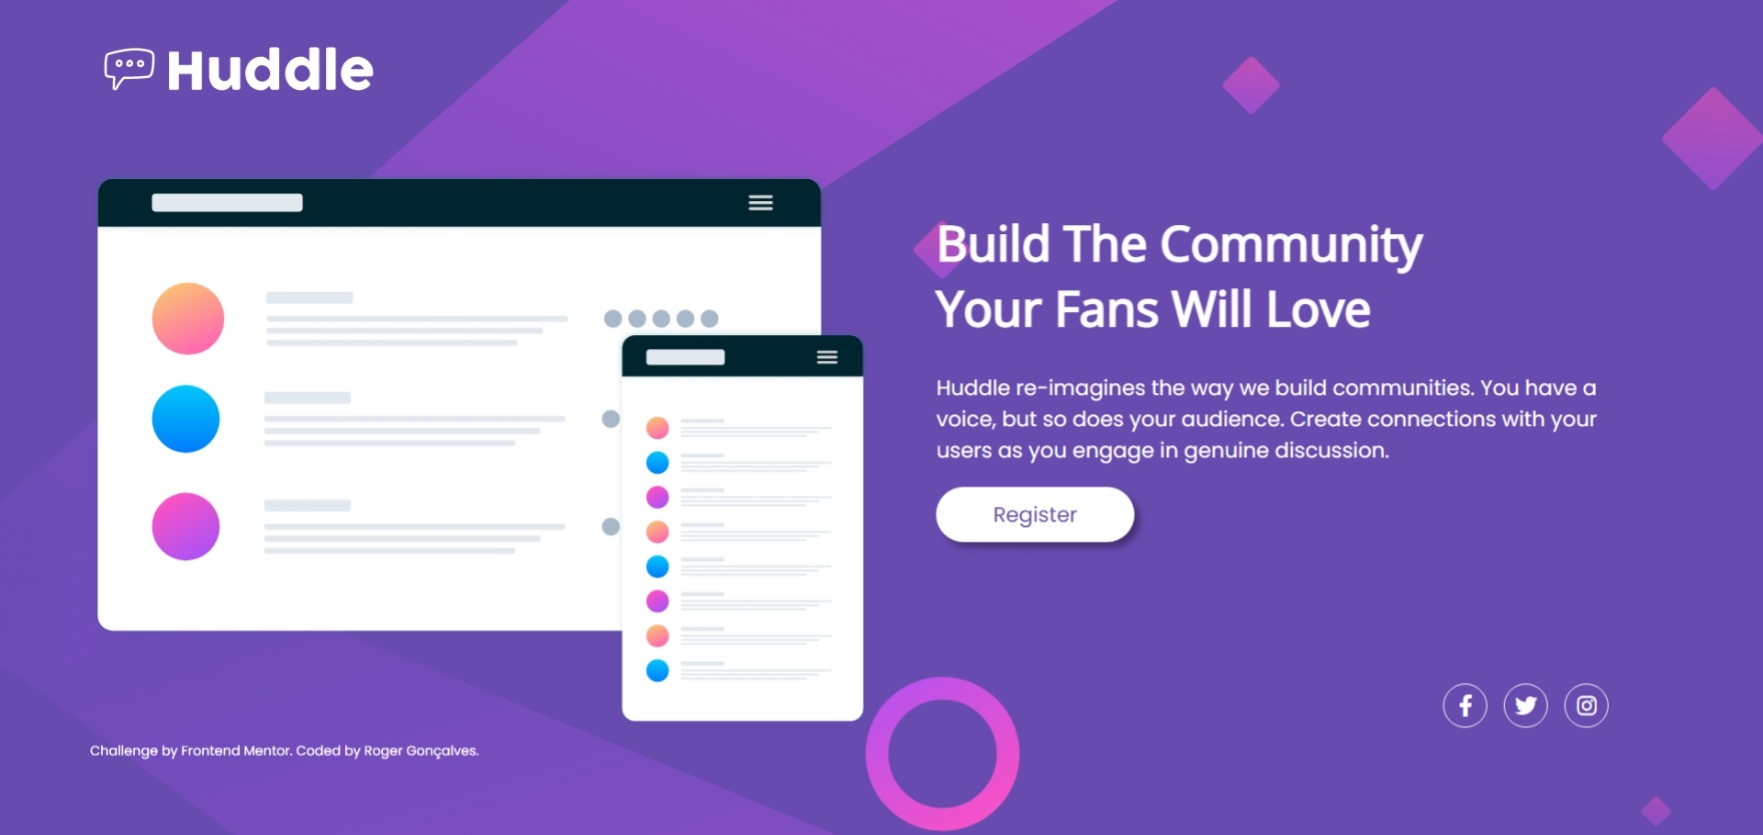 Huddle
Build The Community
Your Fans Will Love
Huddle re-imagines the way we build communities. You have a
voice, but so does your audience. Create connections with your
users as you engage in genuine discussion.
Register
Challenge by Frontend Mentor. Coded by Roger Gonçalves.